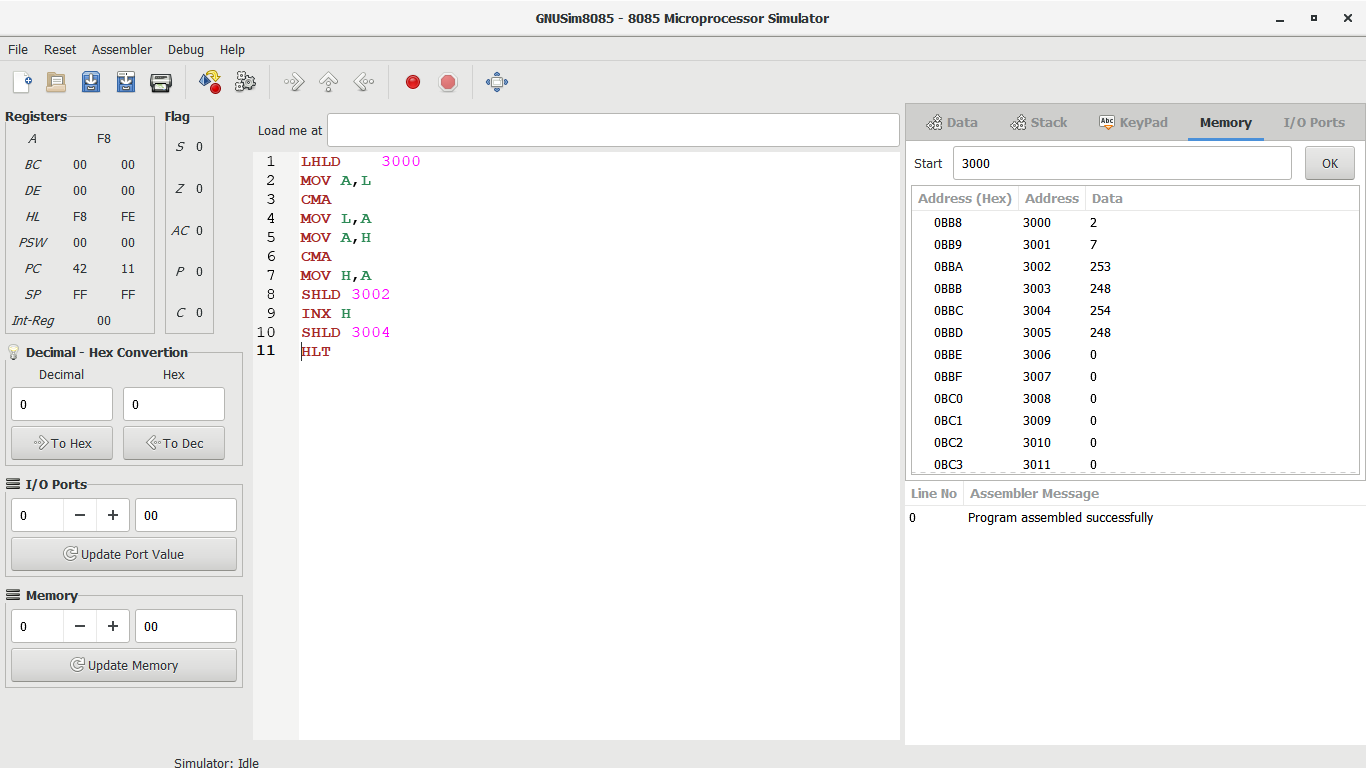 GNUSim8085 - 8085 Microprocessor Simulator
File Reset Assembler Debug Help
Registers
A F8
BC 00 00
DE 00 00
HL F8 FE
PSW 00 00
PC 42 11
SP FF FF
Int-Reg 00
Flag
S 0
Z 0
AC 0
P 0
C 0
Decimal - Hex Convertion
Decimal Hex
0 0
To Hex To Dec
I/O Ports
0 − + 00
Update Port Value
Memory
0 − + 00
Update Memory
Load me at
1 LHLD 3000
2 MOV A,L
3 CMA
4 MOV L,A
5 MOV A,H
6 CMA
7 MOV H,A
8 SHLD 3002
9 INX H
10 SHLD 3004
11 HLT
Data Stack Abc KeyPad Memory I/O Ports
Start 3000 OK
Address (Hex) Address Data
0BB8 3000 2
0BB9 3001 7
0BBA 3002 253
0BBB 3003 248
0BBC 3004 254
0BBD 3005 248
0BBE 3006 0
0BBF 3007 0
0BC0 3008 0
0BC1 3009 0
0BC2 3010 0
0BC3 3011 0
Line No Assembler Message
0 Program assembled successfully
Simulator: Idle